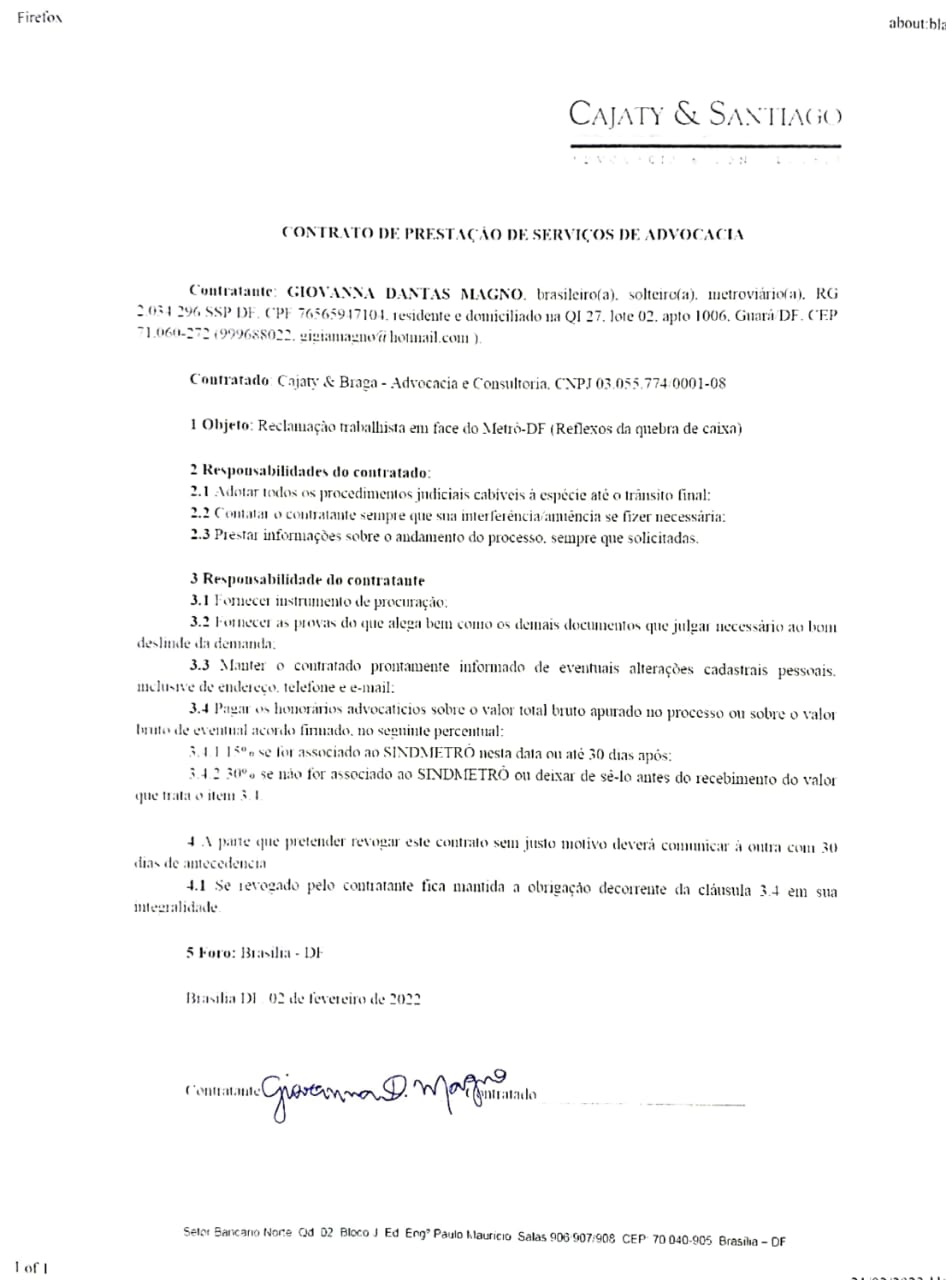 Firefox
about:bla
CAJATY & SANTIAGO
CONTRATO DE PRESTAÇÃO DE SERVIÇOS DE ADVOCACIA
Contratante: GIOVANNA DANTAS MAGNO, brasileiro(a), solteiro(a), metroviário(a), RG
2.034.296 SSP DF, CPF 76565947104, residente e domiciliado na QI 27, lote 02, apto 1006, Guará/DF, CEP
71.060-272 (999688022, gigiamagno@hotmail.com ).
Contratado: Cajaty & Braga - Advocacia e Consultoria, CNPJ 03.055.774/0001-08
1 Objeto: Reclamação trabalhista em face do Metrô-DF (Reflexos da quebra de caixa)
2 Responsabilidades do contratado:
2.1 Adotar todos os procedimentos judiciais cabíveis à espécie até o trânsito final;
2.2 Contatar o contratante sempre que sua interferência/anuência se fizer necessária;
2.3 Prestar informações sobre o andamento do processo, sempre que solicitadas.
3 Responsabilidade do contratante
3.1 Fornecer instrumento de procuração;
3.2 Fornecer as provas do que alega bem como os demais documentos que julgar necessário ao bom
deslinde da demanda;
3.3 Manter o contratado prontamente informado de eventuais alterações cadastrais pessoais,
inclusive de endereço, telefone e e-mail;
3.4 Pagar os honorários advocatícios sobre o valor total bruto apurado no processo ou sobre o valor
bruto de eventual acordo firmado, no seguinte percentual:
3.4.1 15% se for associado ao SINDMETRÔ nesta data ou até 30 dias após;
3.4.2 30% se não for associado ao SINDMETRÔ ou deixar de sê-lo antes do recebimento do valor
que trata o item 3.4.
4 A parte que pretender revogar este contrato sem justo motivo deverá comunicar à outra com 30
dias de antecedencia
4.1 Se revogado pelo contratante fica mantida a obrigação decorrente da cláusula 3.4 em sua
integralidade.
5 Foro: Brasília - DF
Brasília DF 02 de fevereiro de 2022
Contratante Giovanna D. Magno ntratado
Setor Bancario Norte Qd. 02 Bloco J Ed. Engº Paulo Mauricio Salas 906/907/908 CEP: 70.040-905 Brasília – DF
1 of 1